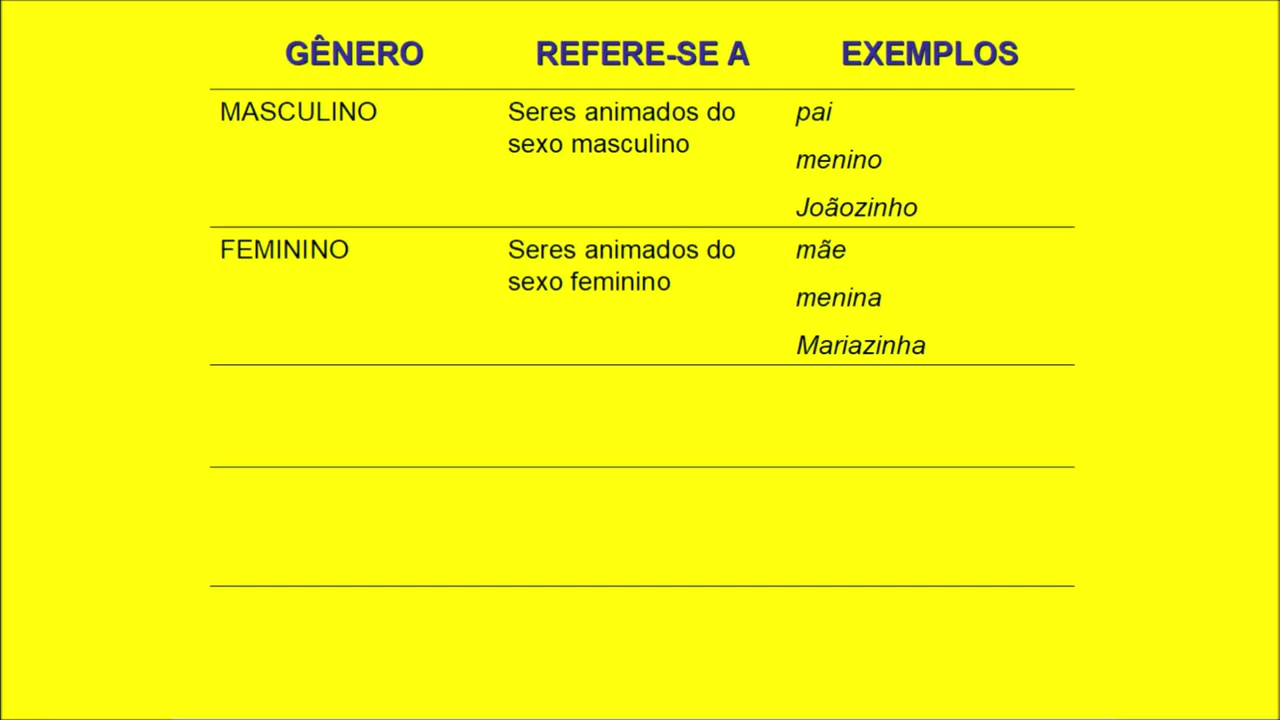 GÊNERO REFERE-SE A EXEMPLOS
MASCULINO Seres animados do pai
sexo masculino
menino
Joãozinho
FEMININO Seres animados do mãe
sexo feminino
menina
Mariazinha